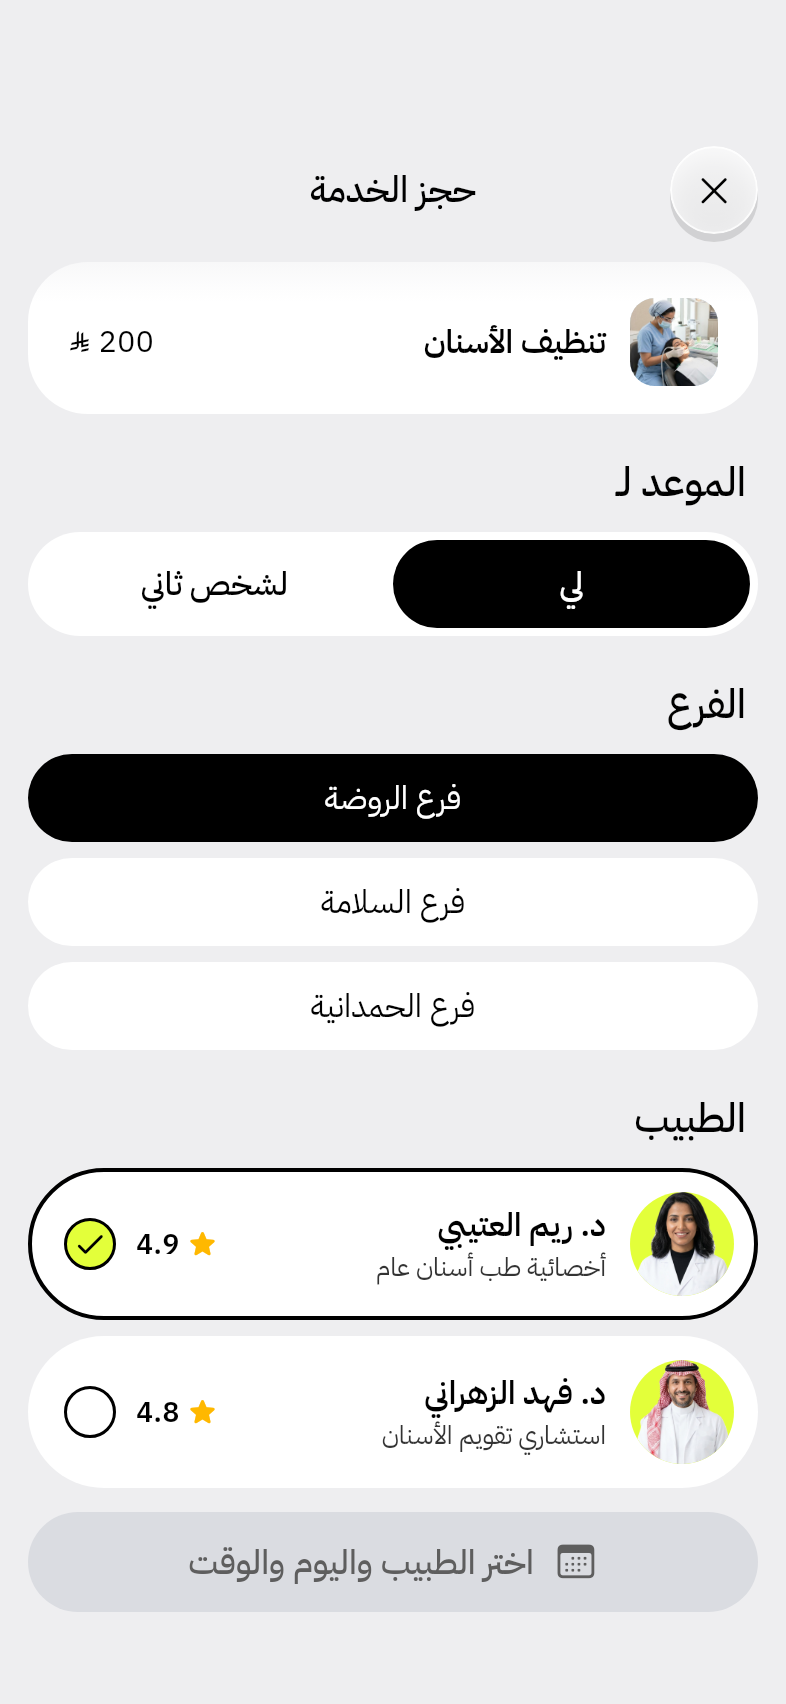 حجز الخدمة
تنظيف الأسنان
200 ⃁
الموعد لـ
لي
لشخص ثاني
الفرع
فرع الروضة
فرع السلامة
فرع الحمدانية
الطبيب
د. ريم العتيبي
أخصائية طب أسنان عام
4.9
د. فهد الزهراني
استشاري تقويم الأسنان
4.8
اختر الطبيب واليوم والوقت